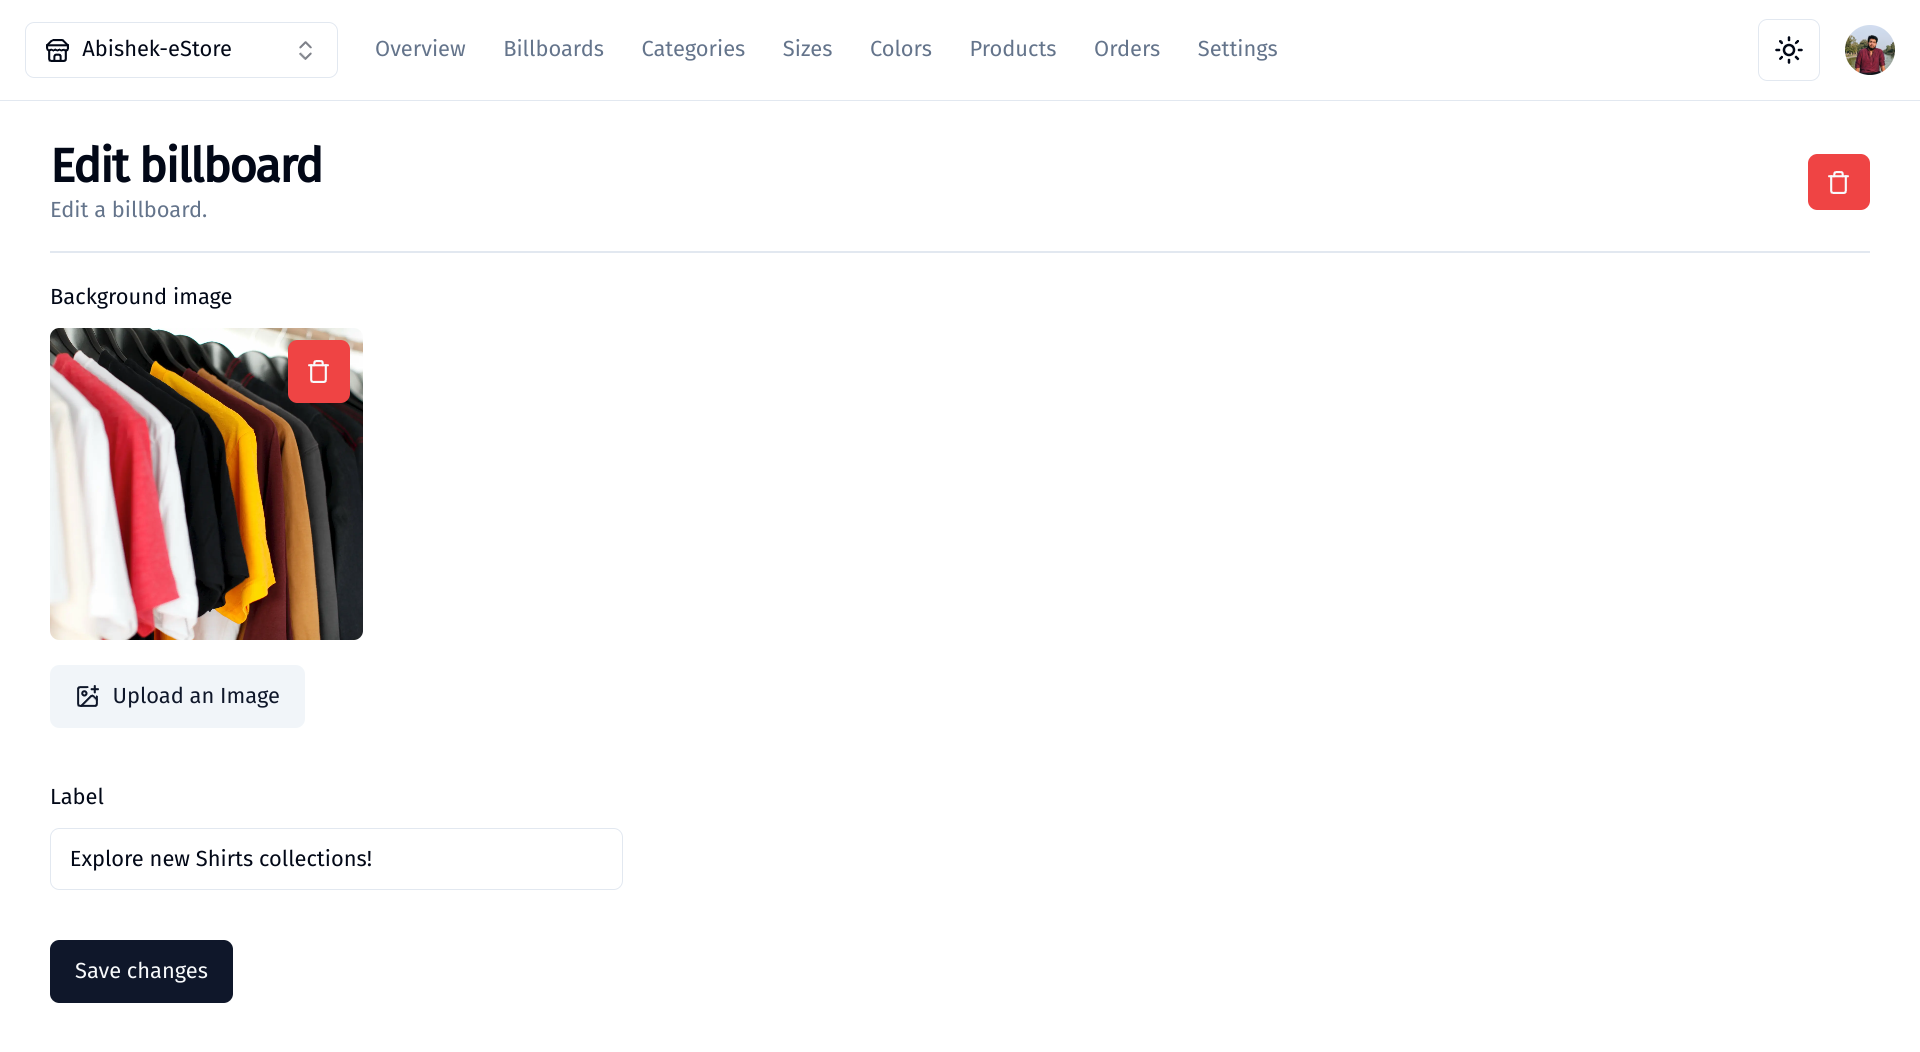 Abishek-eStore
Overview
Billboards
Categories
Sizes
Colors
Products
Orders
Settings
Edit billboard
Edit a billboard.
Background image
Upload an Image
Label
Explore new Shirts collections!
Save changes